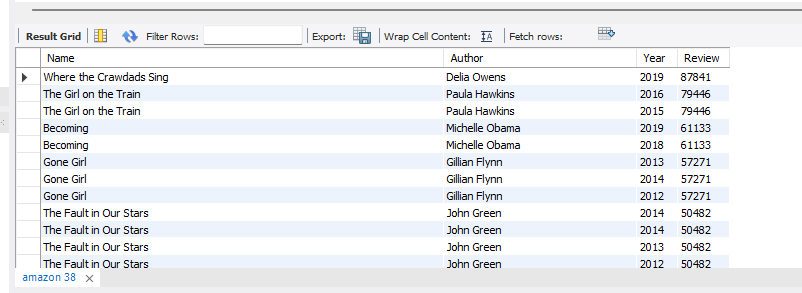 Result Grid Filter Rows: Export: Wrap Cell Content: Fetch rows:
Name Author Year Review
Where the Crawdads Sing Delia Owens 2019 87841
The Girl on the Train Paula Hawkins 2016 79446
The Girl on the Train Paula Hawkins 2015 79446
Becoming Michelle Obama 2019 61133
Becoming Michelle Obama 2018 61133
Gone Girl Gillian Flynn 2013 57271
Gone Girl Gillian Flynn 2014 57271
Gone Girl Gillian Flynn 2012 57271
The Fault in Our Stars John Green 2014 50482
The Fault in Our Stars John Green 2014 50482
The Fault in Our Stars John Green 2013 50482
The Fault in Our Stars John Green 2012 50482
amazon 38